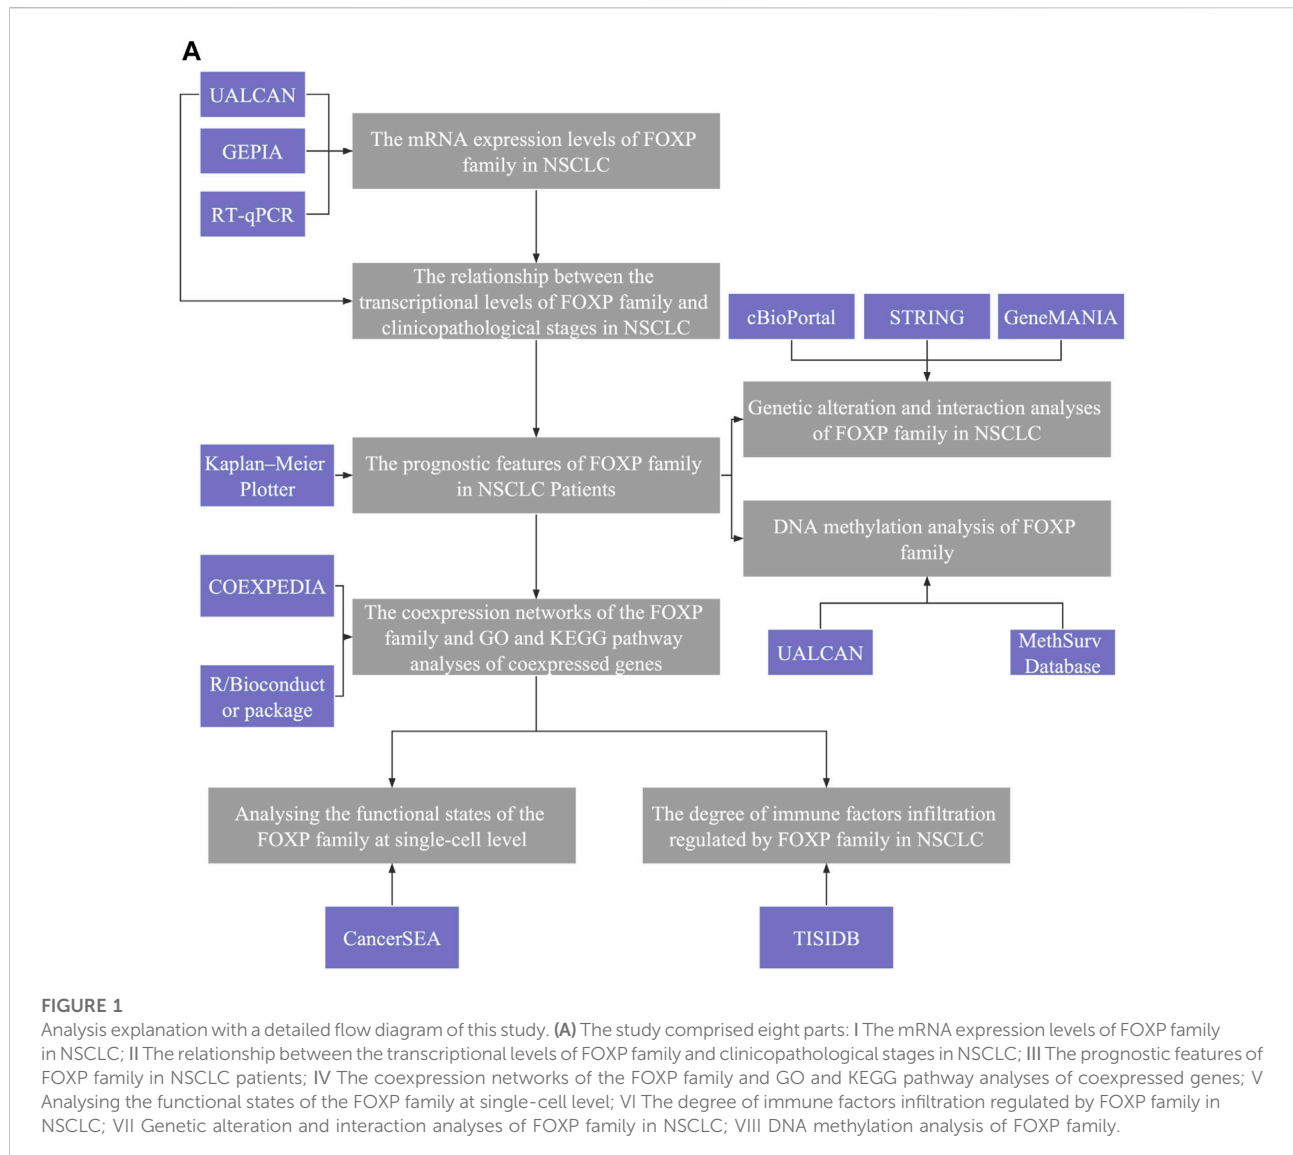 A
UALCAN
GEPIA
RT-qPCR
The mRNA expression levels of FOXP
family in NSCLC
The relationship between the
transcriptional levels of FOXP family and
clinicopathological stages in NSCLC
cBioPortal
STRING
GeneMANIA
Genetic alteration and interaction analyses
of FOXP family in NSCLC
Kaplan–Meier
Plotter
The prognostic features of FOXP family
in NSCLC Patients
DNA methylation analysis of FOXP
family
COEXPEDIA
R/Bioconduct
or package
The coexpression networks of the FOXP
family and GO and KEGG pathway
analyses of coexpressed genes
UALCAN
MethSurv
Database
Analysing the functional states of the
FOXP family at single-cell level
The degree of immune factors infiltration
regulated by FOXP family in NSCLC
CancerSEA
TISIDB
FIGURE 1
Analysis explanation with a detailed flow diagram of this study. (A) The study comprised eight parts: I The mRNA expression levels of FOXP family
in NSCLC; II The relationship between the transcriptional levels of FOXP family and clinicopathological stages in NSCLC; III The prognostic features of
FOXP family in NSCLC patients; IV The coexpression networks of the FOXP family and GO and KEGG pathway analyses of coexpressed genes; V
Analysing the functional states of the FOXP family at single-cell level; VI The degree of immune factors infiltration regulated by FOXP family in
NSCLC; VII Genetic alteration and interaction analyses of FOXP family in NSCLC; VIII DNA methylation analysis of FOXP family.